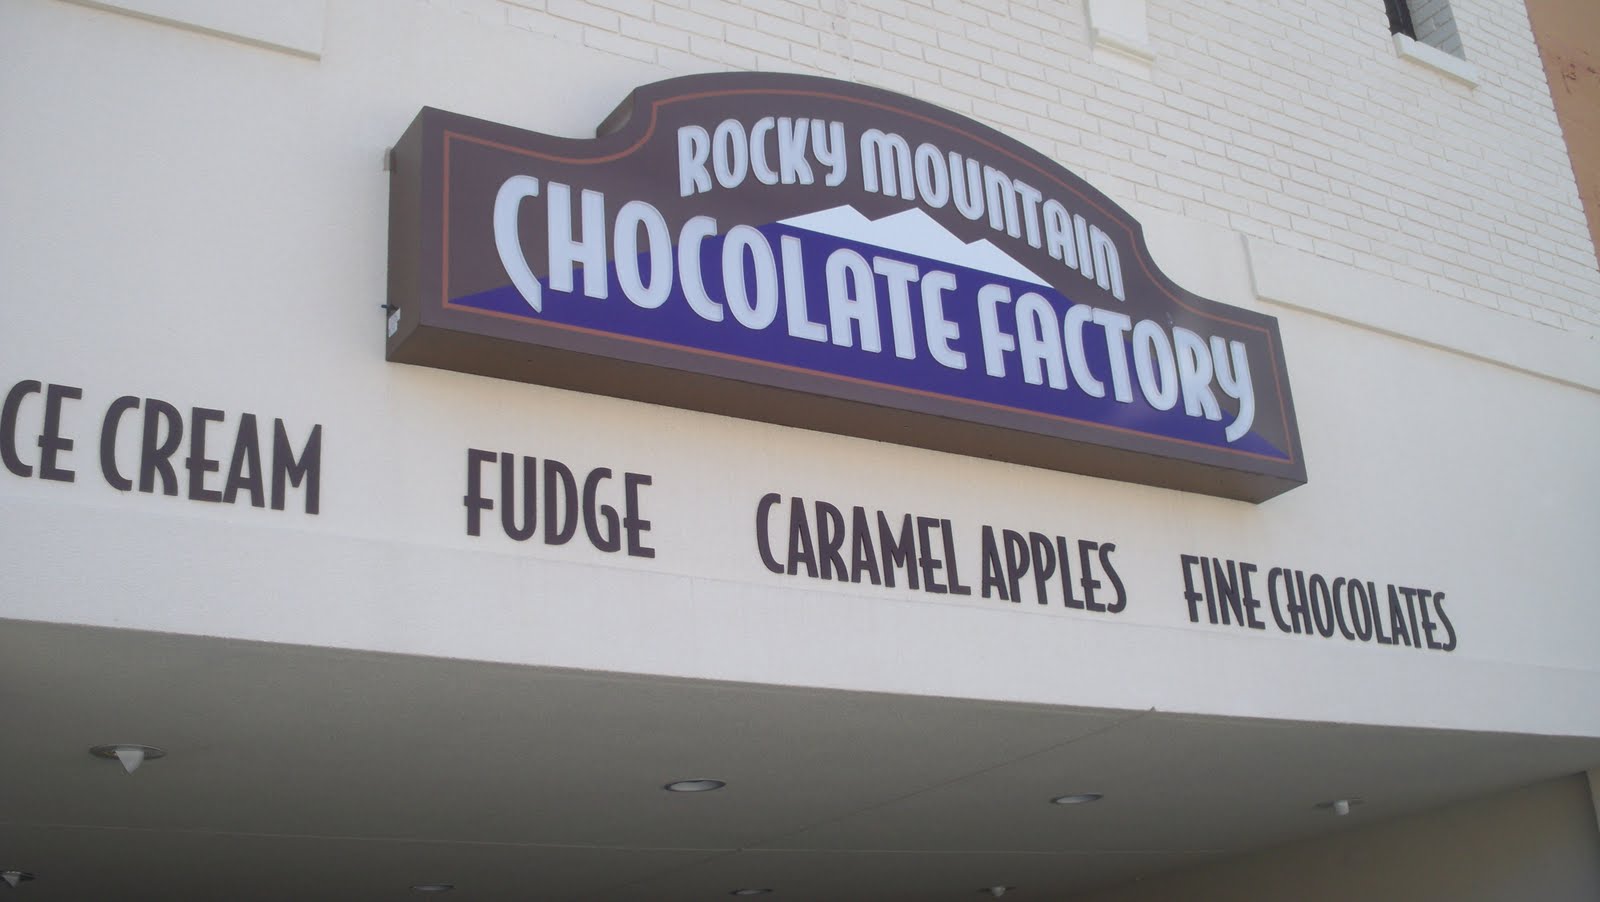 ROCKY MOUNTAIN
CHOCOLATE FACTORY
CE CREAM FUDGE CARAMEL APPLES FINE CHOCOLATES